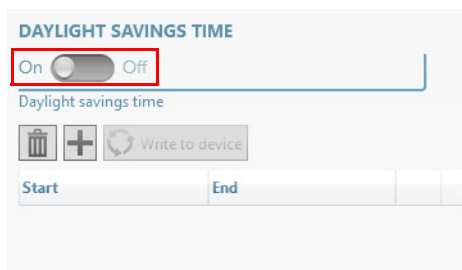 DAYLIGHT SAVINGS TIME
On Off
Daylight savings time
Write to device
Start End